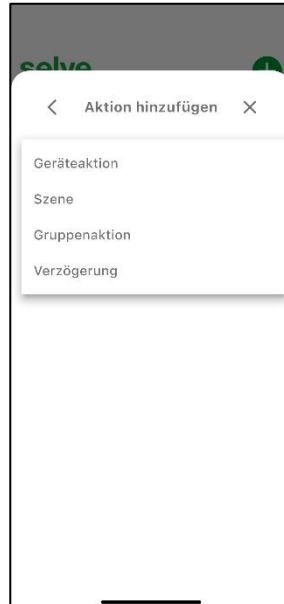 selve
Aktion hinzufügen
Geräteaktion
Szene
Gruppenaktion
Verzögerung